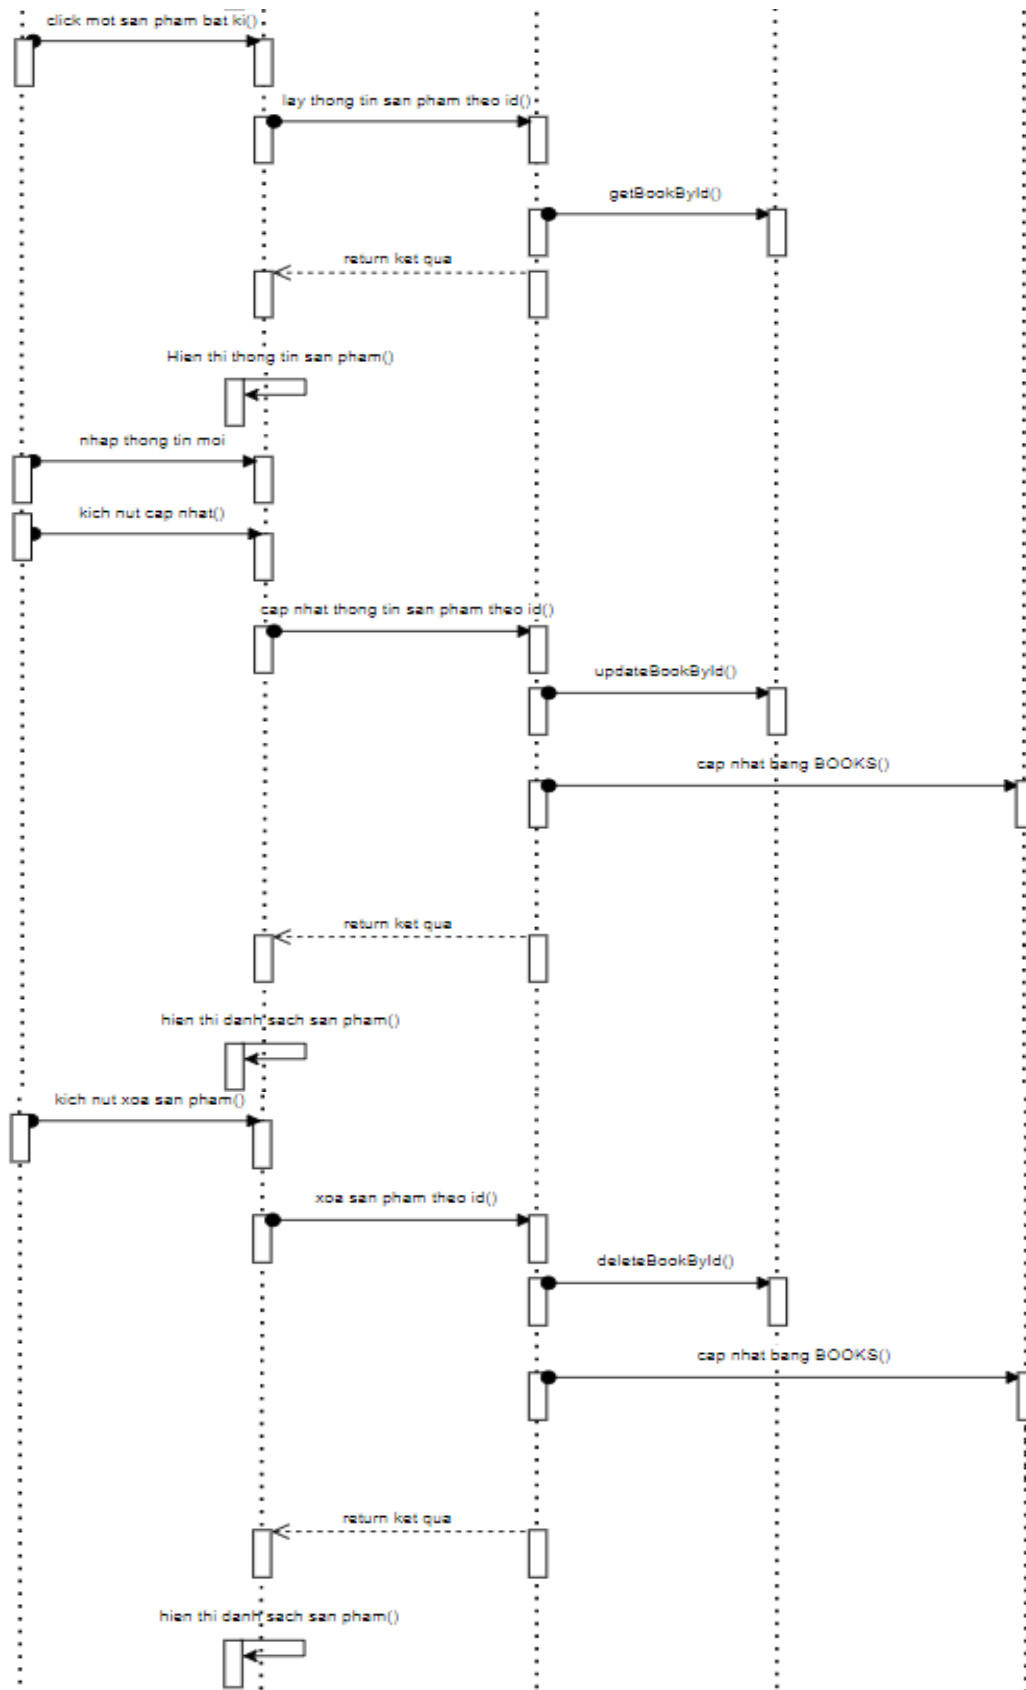 click mot san pham bat ki()
lay thong tin san pham theo id()
getBookById()
return ket qua
Hien thi thong tin san pham()
nhap thong tin moi
kich nut cap nhat()
cap nhat thong tin san pham theo id()
updateBookById()
cap nhat bang BOOKS()
return ket qua
hien thi danh sach san pham()
kich nut xoa san pham()
xoa san pham theo id()
deleteBookById()
cap nhat bang BOOKS()
return ket qua
hien thi danh sach san pham()